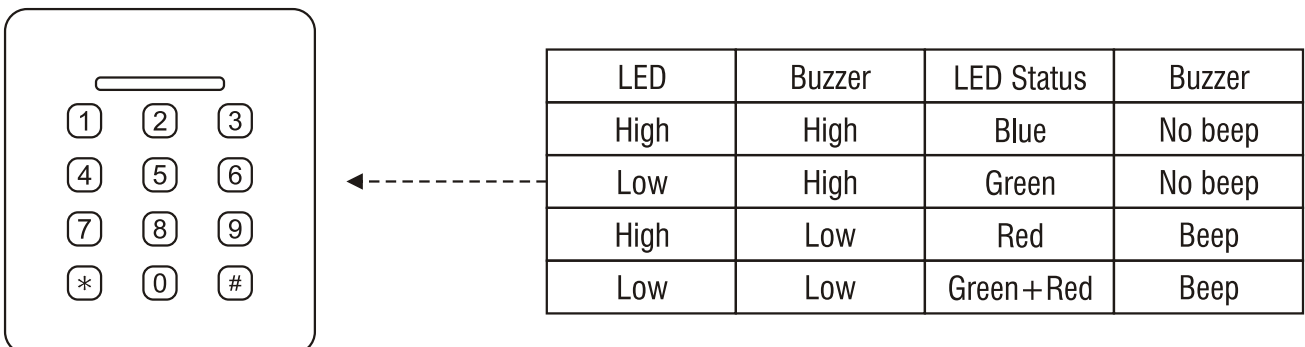 1 2 3
4 5 6
7 8 9
* 0 #
LED Buzzer LED Status Buzzer
High High Blue No beep
Low High Green No beep
High Low Red Beep
Low Low Green+Red Beep